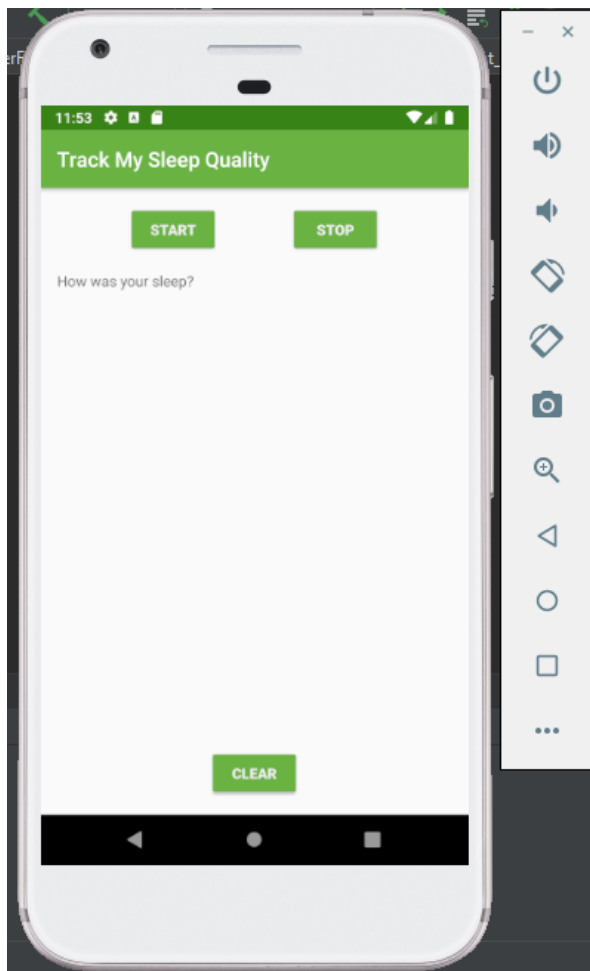 11:53
Track My Sleep Quality
START STOP
How was your sleep?
CLEAR